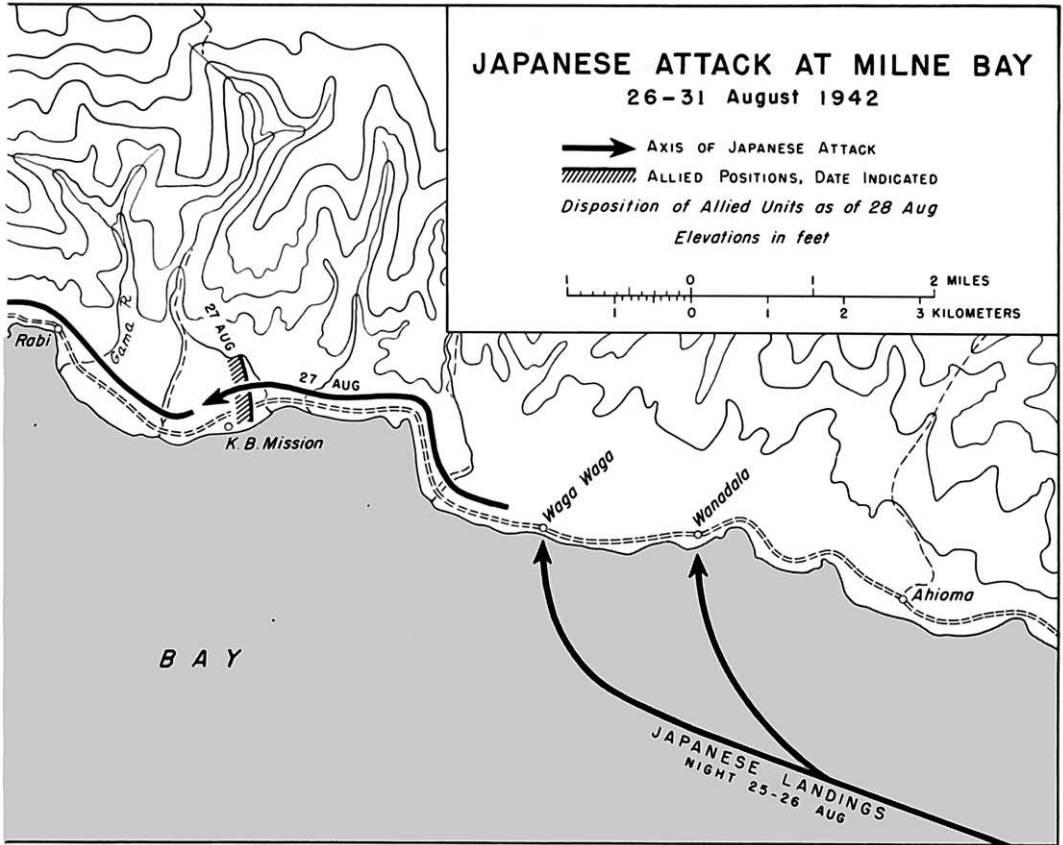 JAPANESE ATTACK AT MILNE BAY
26-31 August 1942
AXIS OF JAPANESE ATTACK
ALLIED POSITIONS, DATE INDICATED
Disposition of Allied Units as of 28 Aug
Elevations in feet
1 0 1 2 MILES
1 0 1 2 3 KILOMETERS
Rabi
Gama R.
27 AUG
27 AUG
K.B. Mission
Waga Waga
Wanadala
Ahioma
BAY
JAPANESE LANDINGS
NIGHT 25-26 AUG